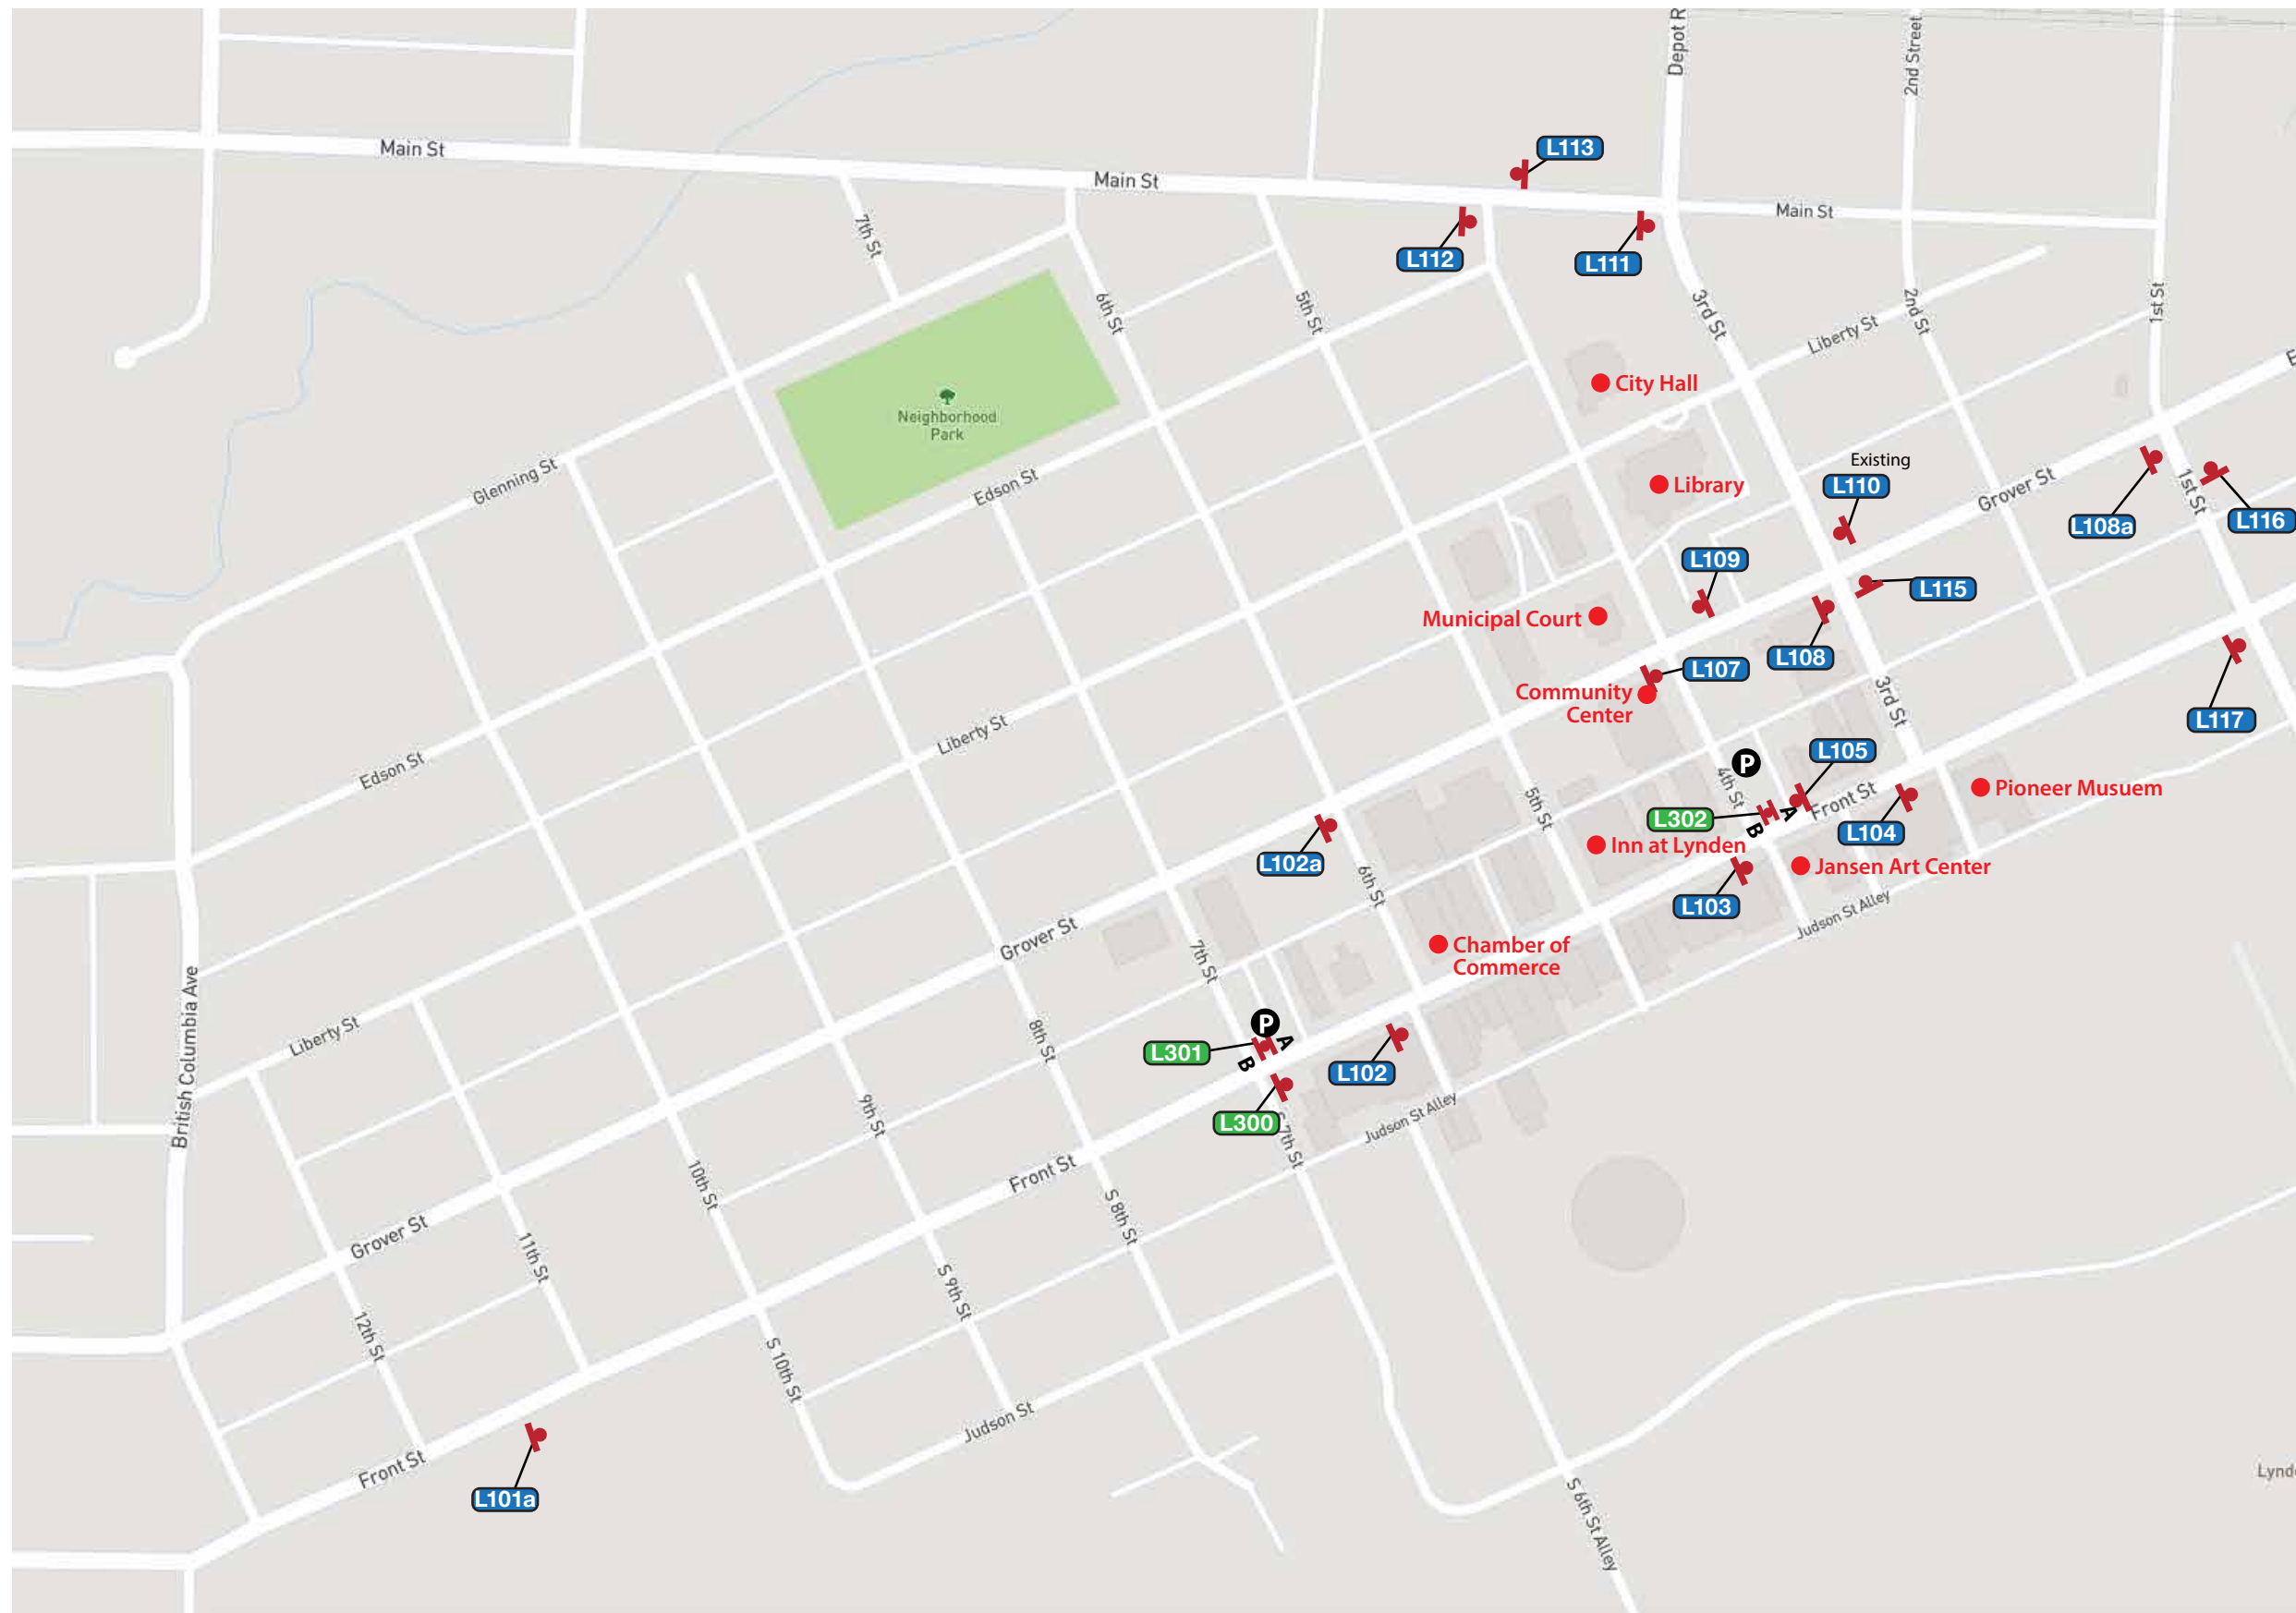 Depot R
2nd Street
Main St
Main St
Main St
L113
L112
L111
7th St
6th St
5th St
3rd St
2nd St
1st St
Liberty St
City Hall
Neighborhood
Park
Glenning St
Edson St
Library
Existing
L110
Grover St
1st St
L108a
L116
L109
L115
Municipal Court
L108
L107
Community
Center
3rd St
L117
Edson St
Liberty St
P
L105
4th St
5th St
L302
A
B
Front St
L104
Pioneer Musuem
Inn at Lynden
L102a
6th St
L103
Jansen Art Center
Judson St Alley
Chamber of
Commerce
Grover St
7th St
British Columbia Ave
Liberty St
8th St
P
A
B
L301
L102
L300
S 7th St
Judson St Alley
9th St
10th St
Front St
S 8th St
Grover St
11th St
S 9th St
12th St
S 10th St
Judson St
Front St
L101a
S 6th St Alley
Lynd